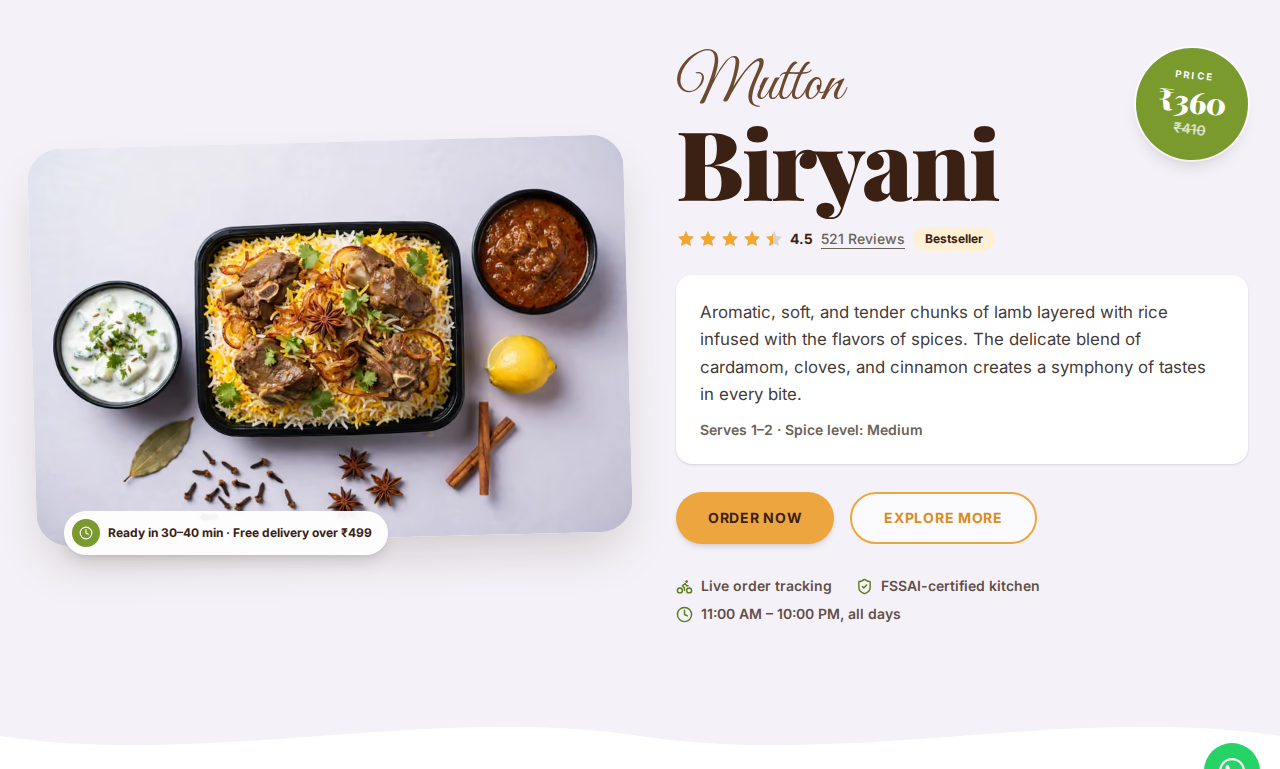 Mutton
Biryani
PRICE
₹360
₹410
4.5 521 Reviews Bestseller
Aromatic, soft, and tender chunks of lamb layered with rice
infused with the flavors of spices. The delicate blend of
cardamom, cloves, and cinnamon creates a symphony of tastes
in every bite.
Serves 1–2 · Spice level: Medium
Ready in 30–40 min · Free delivery over ₹499
ORDER NOW EXPLORE MORE
Live order tracking FSSAI-certified kitchen
11:00 AM – 10:00 PM, all days